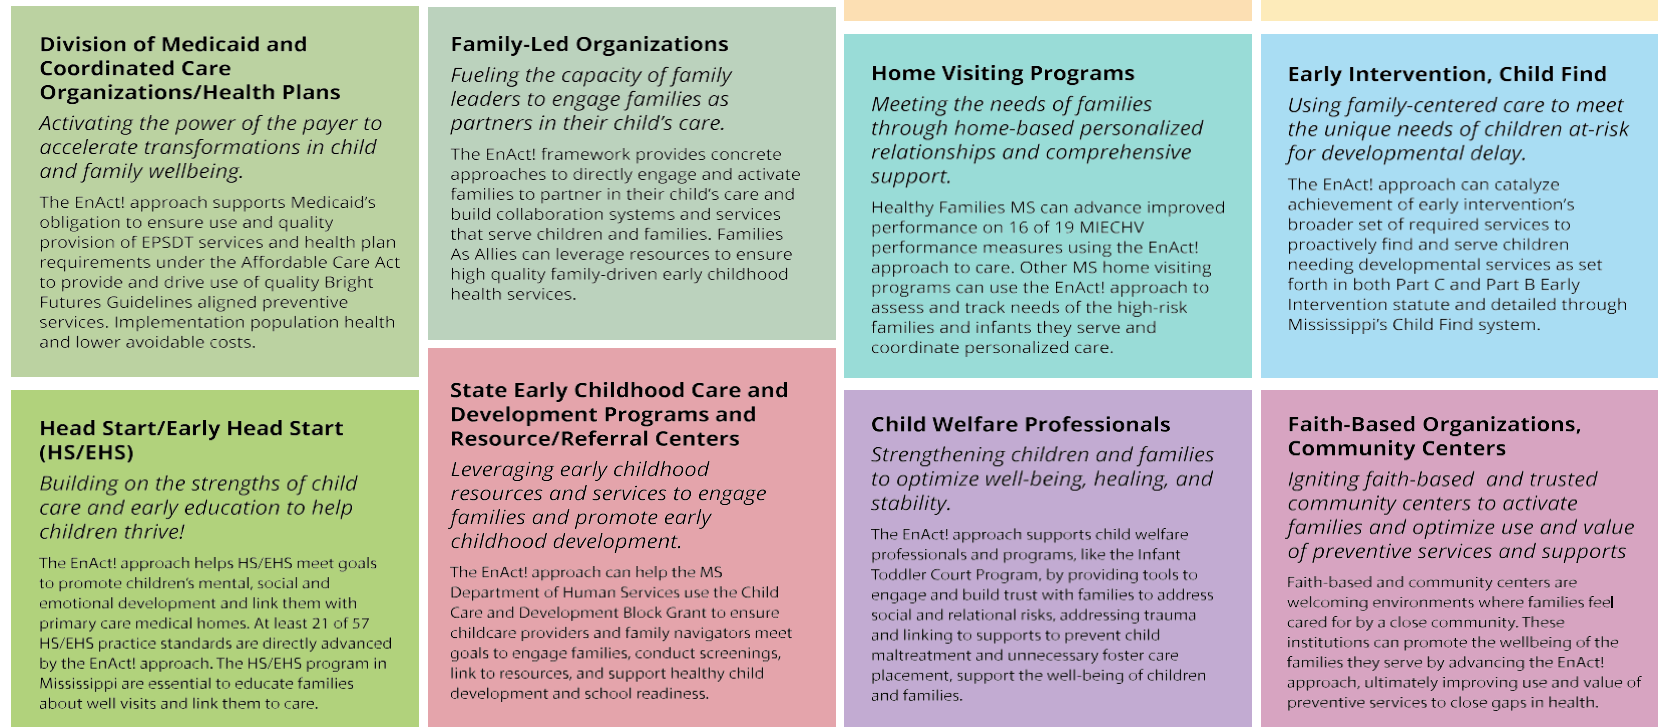 Division of Medicaid and
Coordinated Care
Organizations/Health Plans
Activating the power of the payer to
accelerate transformations in child
and family wellbeing.
The EnAct! approach supports Medicaid's
obligation to ensure use and quality
provision of EPSDT services and health plan
requirements under the Affordable Care Act
to provide and drive use of quality Bright
Futures Guidelines aligned preventive
services. Implementation population health
and lower avoidable costs.
Family-Led Organizations
Fueling the capacity of family
leaders to engage families as
partners in their child's care.
The EnAct! framework provides concrete
approaches to directly engage and activate
families to partner in their child's care and
build collaboration systems and services
that serve children and families. Families
As Allies can leverage resources to ensure
high quality family-driven early childhood
health services.
Home Visiting Programs
Meeting the needs of families
through home-based personalized
relationships and comprehensive
support.
Healthy Families MS can advance improved
performance on 16 of 19 MIECHV
performance measures using the EnAct!
approach to care. Other MS home visiting
programs can use the EnAct! approach to
assess and track needs of the high-risk
families and infants they serve and
coordinate personalized care.
Early Intervention, Child Find
Using family-centered care to meet
the unique needs of children at-risk
for developmental delay.
The EnAct! approach can catalyze
achievement of early intervention's
broader set of required services to
proactively find and serve children
needing developmental services as set
forth in both Part C and Part B Early
Intervention statute and detailed through
Mississippi's Child Find system.
Head Start/Early Head Start
(HS/EHS)
Building on the strengths of child
care and early education to help
children thrive!
The EnAct! approach helps HS/EHS meet goals
to promote children's mental, social and
emotional development and link them with
primary care medical homes. At least 21 of 57
HS/EHS practice standards are directly advanced
by the EnAct! approach. The HS/EHS program in
Mississippi are essential to educate families
about well visits and link them to care.
State Early Childhood Care and
Development Programs and
Resource/Referral Centers
Leveraging early childhood
resources and services to engage
families and promote early
childhood development.
The EnAct! approach can help the MS
Department of Human Services use the Child
Care and Development Block Grant to ensure
childcare providers and family navigators meet
goals to engage families, conduct screenings,
link to resources, and support healthy child
development and school readiness.
Child Welfare Professionals
Strengthening children and families
to optimize well-being, healing, and
stability.
The EnAct! approach supports child welfare
professionals and programs, like the Infant
Toddler Court Program, by providing tools to
engage and build trust with families to address
social and relational risks, addressing trauma
and linking to supports to prevent child
maltreatment and unnecessary foster care
placement, support the well-being of children
and families.
Faith-Based Organizations,
Community Centers
Igniting faith-based  and trusted
community centers to activate
families and optimize use and value
of preventive services and supports
Faith-based and community centers are
welcoming environments where families feel
cared for by a close community. These
institutions can promote the wellbeing of the
families they serve by advancing the EnAct!
approach, ultimately improving use and value of
preventive services to close gaps in health.